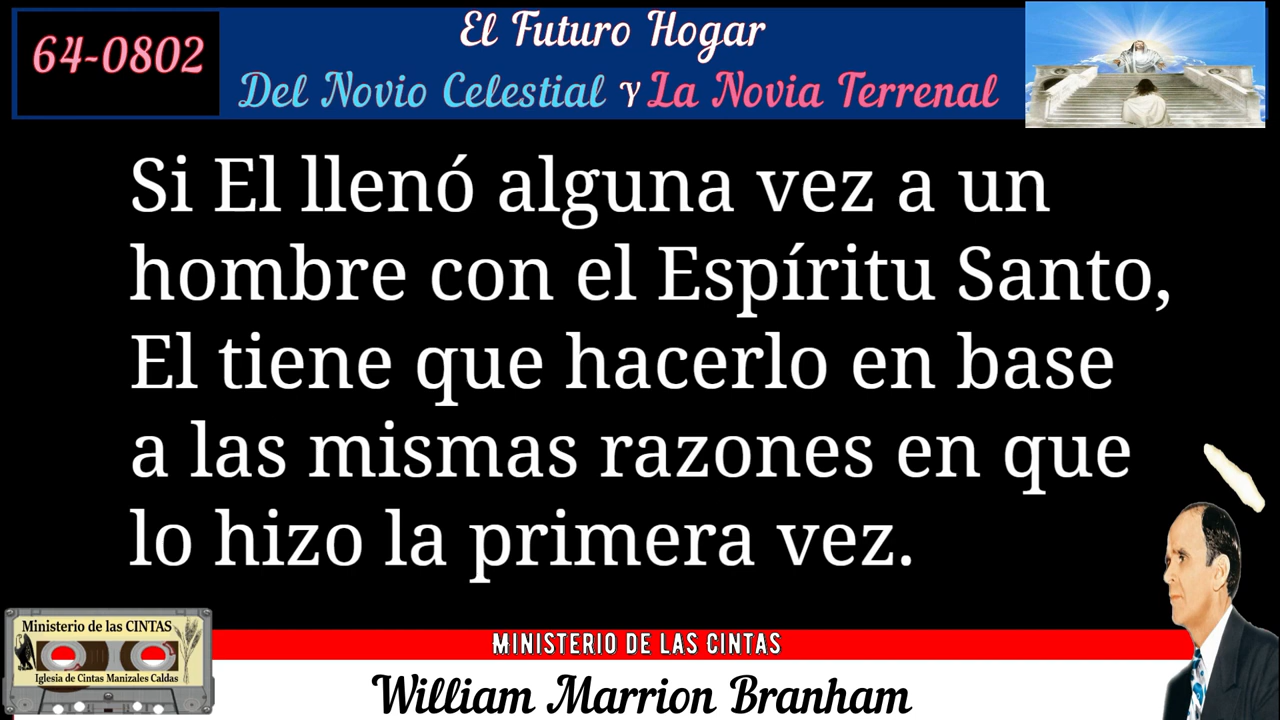 64-0802
El Futuro Hogar
Del Novio Celestial Y La Novia Terrenal
Si El llenó alguna vez a un
hombre con el Espíritu Santo,
El tiene que hacerlo en base
a las mismas razones en que
lo hizo la primera vez.
Ministerio de las CINTAS
Iglesia de Cintas Manizales Caldas
MINISTERIO DE LAS CINTAS
William Marrion Branham